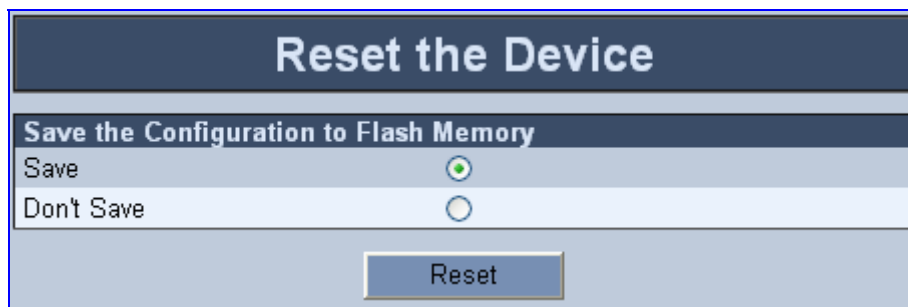 Reset the Device
Save the Configuration to Flash Memory
Save
Don't Save
Reset